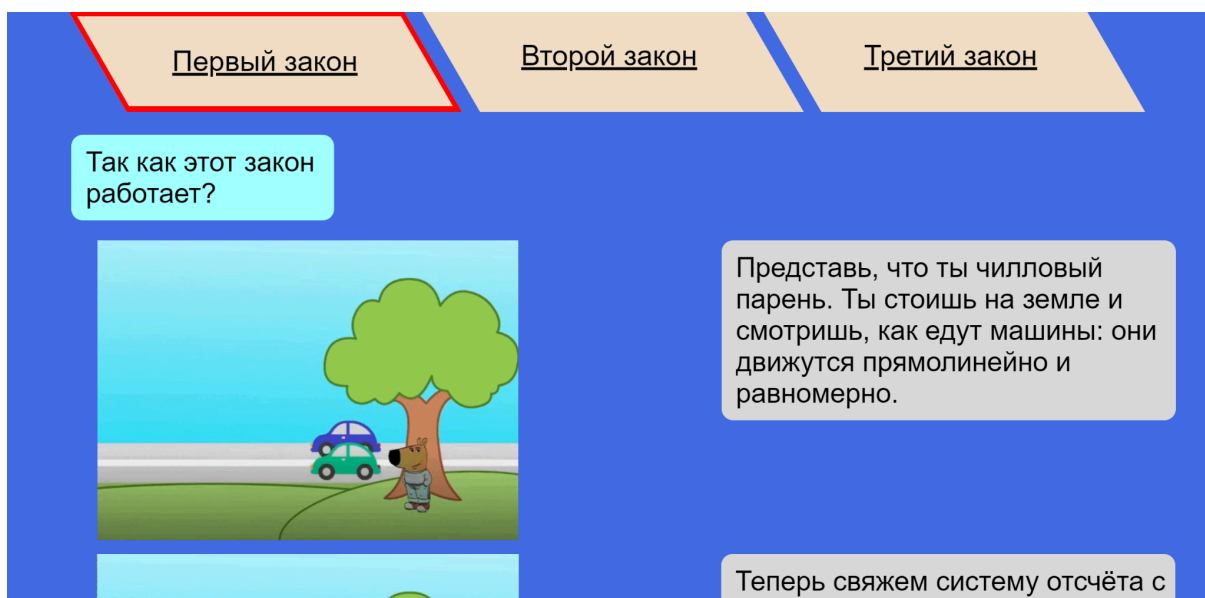 Первый закон
Второй закон
Третий закон
Так как этот закон
работает?
Представь, что ты чилловый
парень. Ты стоишь на земле и
смотришь, как едут машины: они
движутся прямолинейно и
равномерно.
Теперь свяжем систему отсчёта с